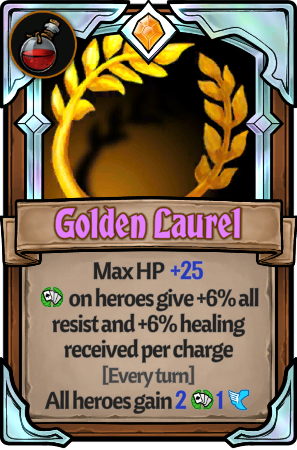 Golden Laurel
Max HP +25
on heroes give +6% all
resist and +6% healing
received per charge
[Every turn]
All heroes gain 2 1